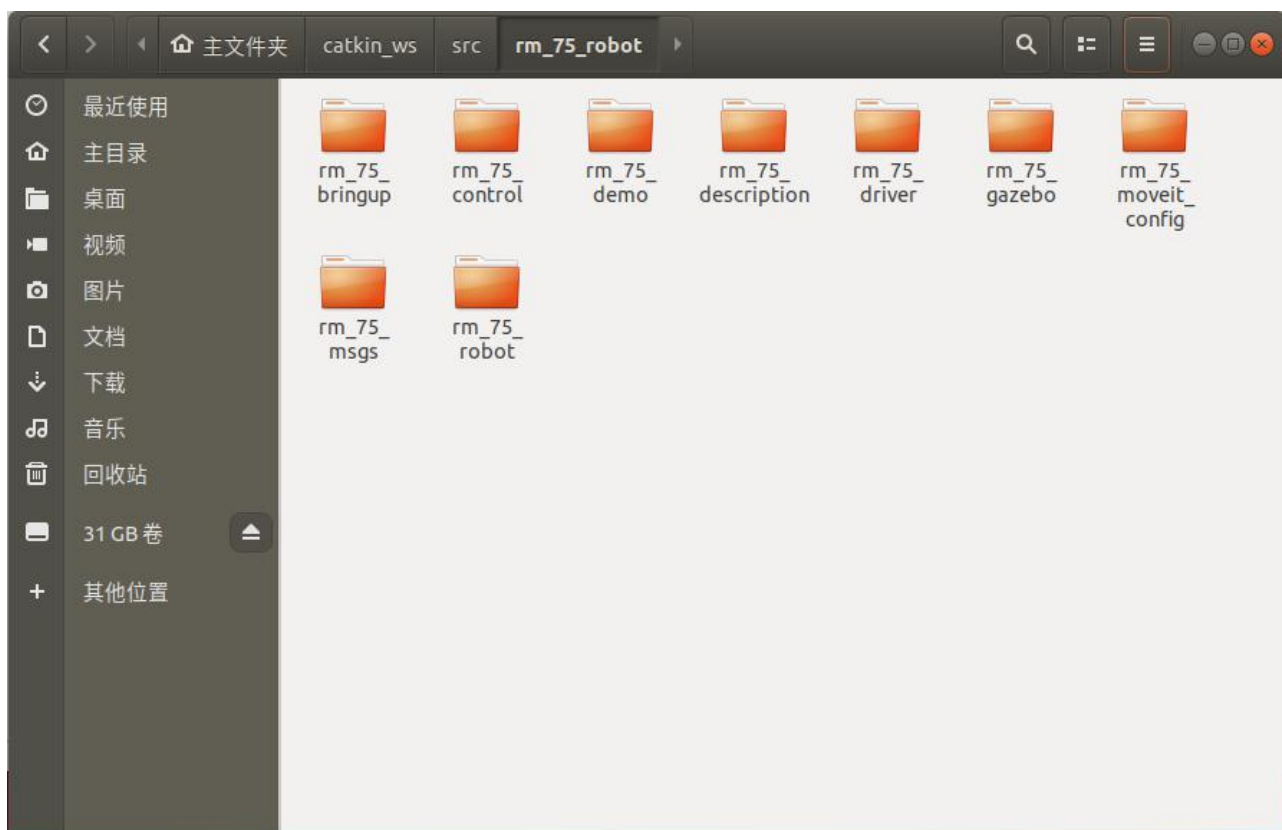 主文件夹 catkin_ws src rm_75_robot
最近使用
主目录
桌面
视频
图片
文档
下载
音乐
回收站
31 GB 卷
其他位置
rm_75_
bringup
rm_75_
control
rm_75_
demo
rm_75_
description
rm_75_
driver
rm_75_
gazebo
rm_75_
moveit_
config
rm_75_
msgs
rm_75_
robot